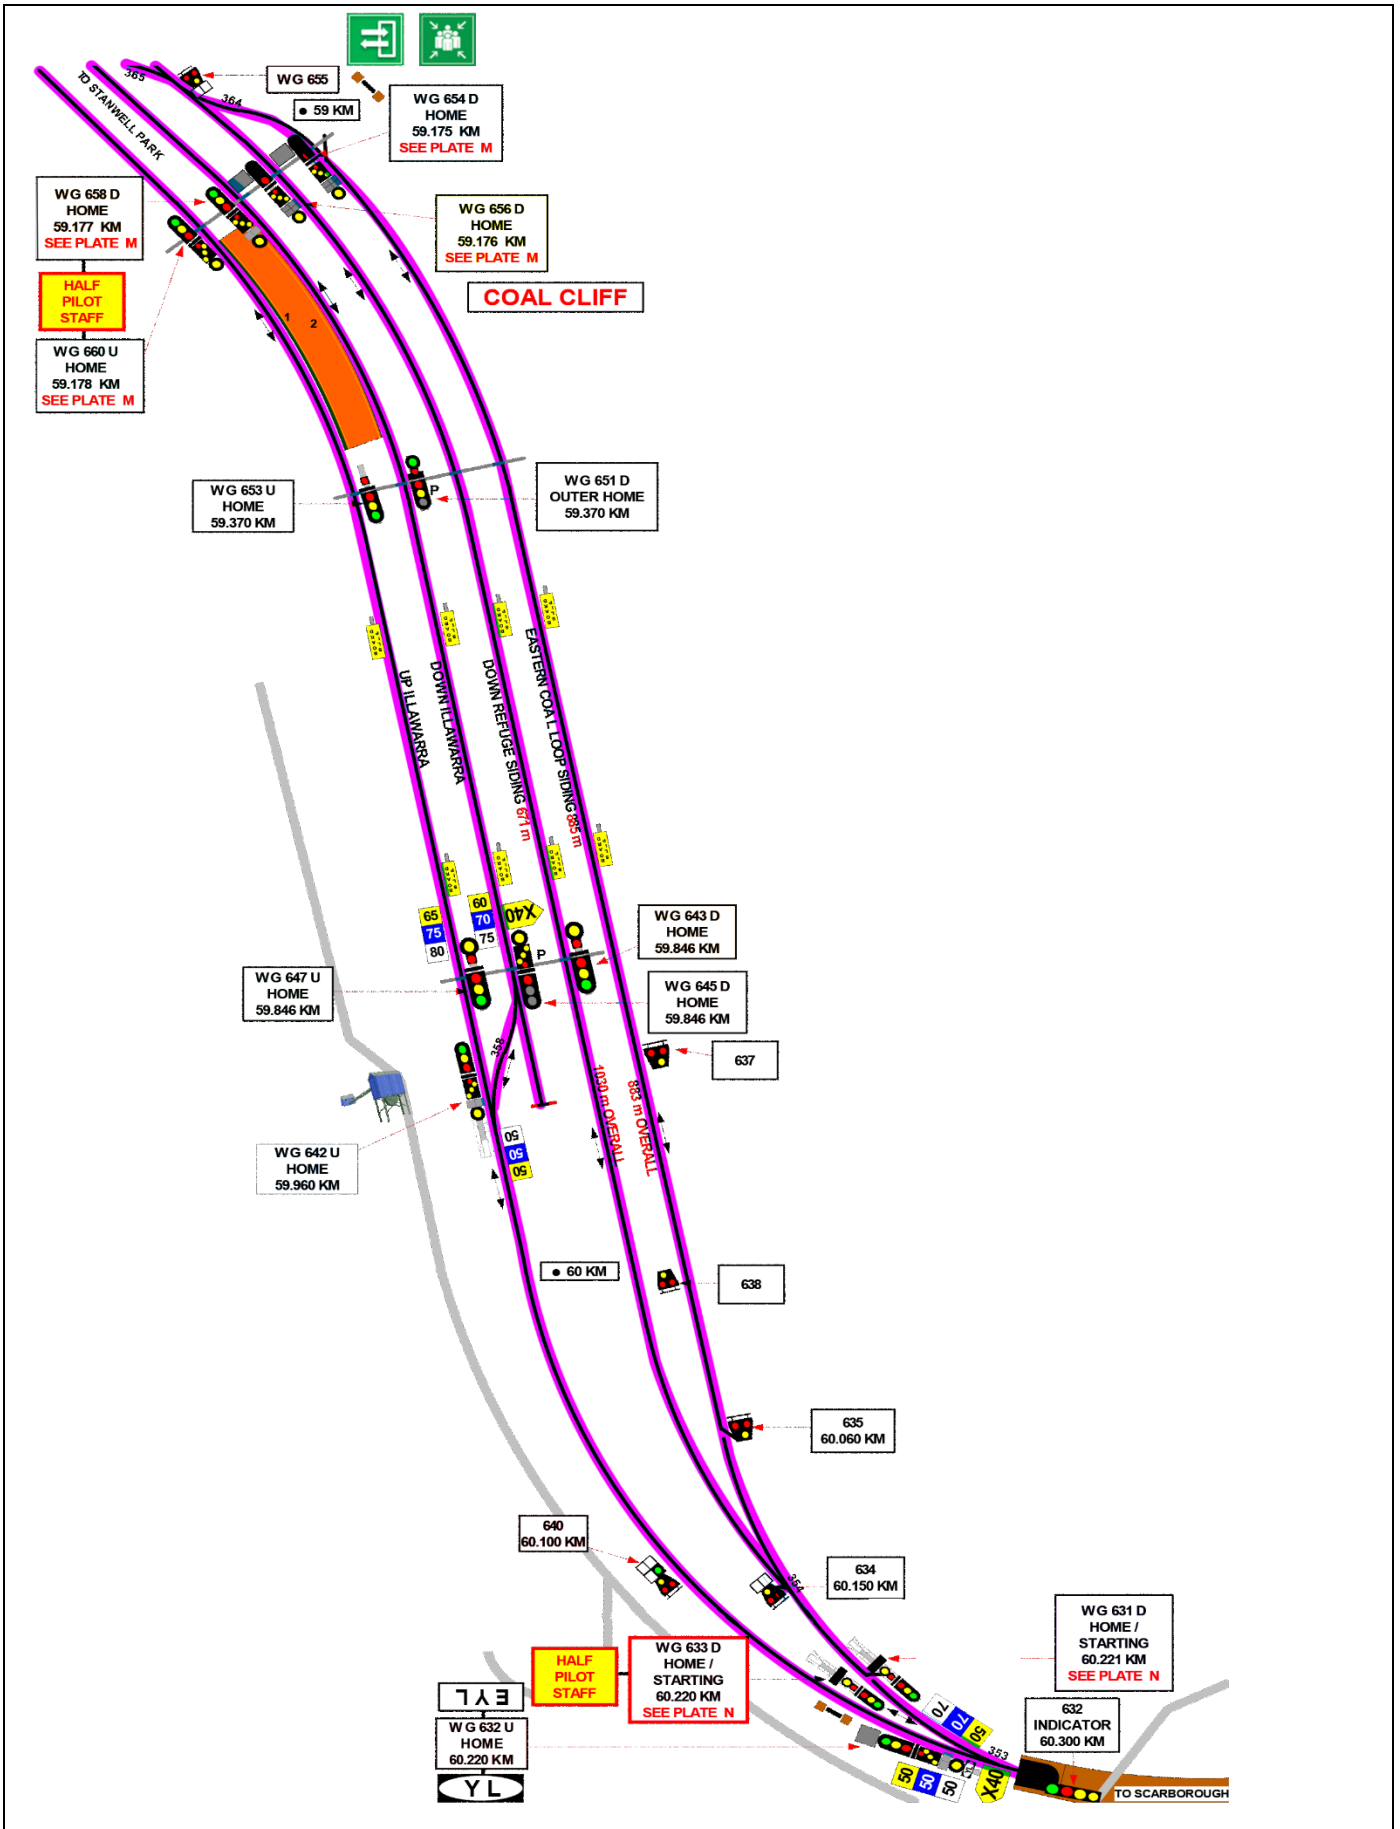 365
WG 655
364
59 KM
TO STANWELL PARK
WG 654 D
HOME
59.175 KM
SEE PLATE M
WG 658 D
HOME
59.177 KM
SEE PLATE M
WG 656 D
HOME
59.176 KM
SEE PLATE M
HALF
PILOT
STAFF
COAL CLIFF
1
2
WG 660 U
HOME
59.178 KM
SEE PLATE M
WG 653 U
HOME
59.370 KM
P
WG 651 D
OUTER HOME
59.370 KM
UP ILLAWARRA
DOWN ILLAWARRA
DOWN REFUGE SIDING 671 m
EASTERN COAL LOOP SIDING 885 m
65
75
80
60
70
75
X40
P
WG 643 D
HOME
59.846 KM
WG 647 U
HOME
59.846 KM
WG 645 D
HOME
59.846 KM
358
637
1030 m OVERALL
883 m OVERALL
50
50
50
WG 642 U
HOME
59.960 KM
60 KM
638
635
60.060 KM
640
60.100 KM
354
634
60.150 KM
WG 631 D
HOME /
STARTING
60.221 KM
SEE PLATE N
HALF
PILOT
STAFF
WG 633 D
HOME /
STARTING
60.220 KM
SEE PLATE N
EYL
WG 632 U
HOME
60.220 KM
YL
70
70
50
632
INDICATOR
60.300 KM
353
50
50
50
X40
TO SCARBOROUGH